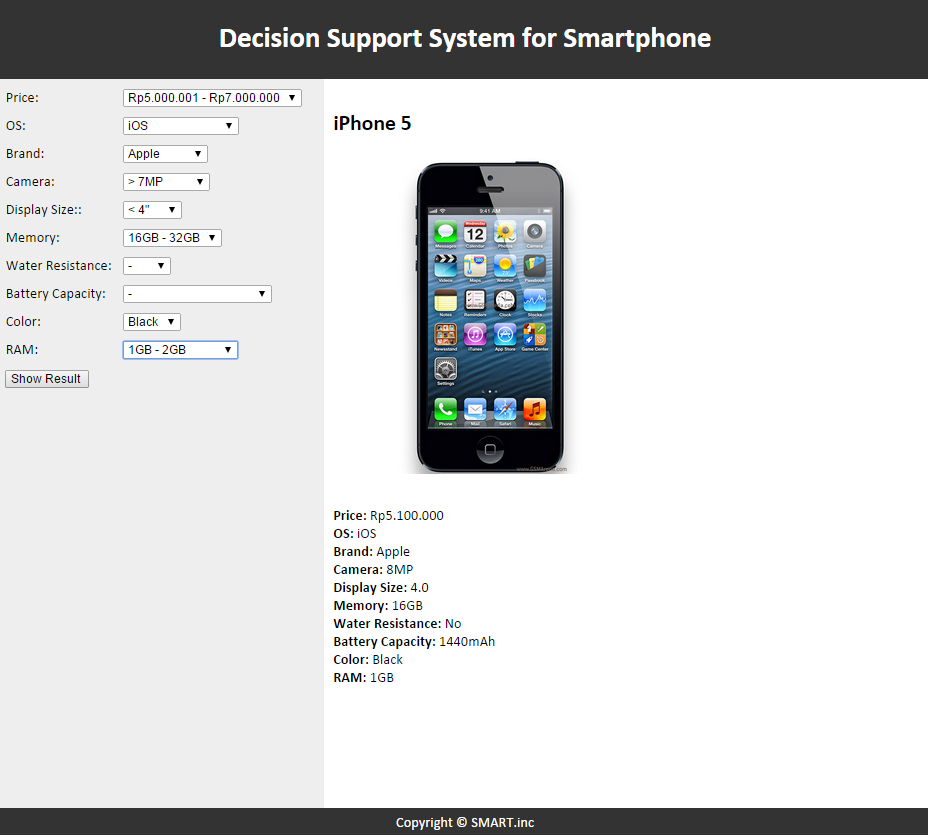 Decision Support System for Smartphone
Price: Rp5.000.001 - Rp7.000.000
OS: iOS
Brand: Apple
Camera: > 7MP
Display Size:: < 4"
Memory: 16GB - 32GB
Water Resistance: -
Battery Capacity: -
Color: Black
RAM: 1GB - 2GB
Show Result
iPhone 5
9:41 AM
Messages Calendar Photos Camera
Videos Maps Weather Passbook
Notes Reminders Clock Stocks
Newsstand iTunes App Store Game Center
Settings
Phone Mail Safari Music
Price: Rp5.100.000
OS: iOS
Brand: Apple
Camera: 8MP
Display Size: 4.0
Memory: 16GB
Water Resistance: No
Battery Capacity: 1440mAh
Color: Black
RAM: 1GB
Copyright © SMART.inc